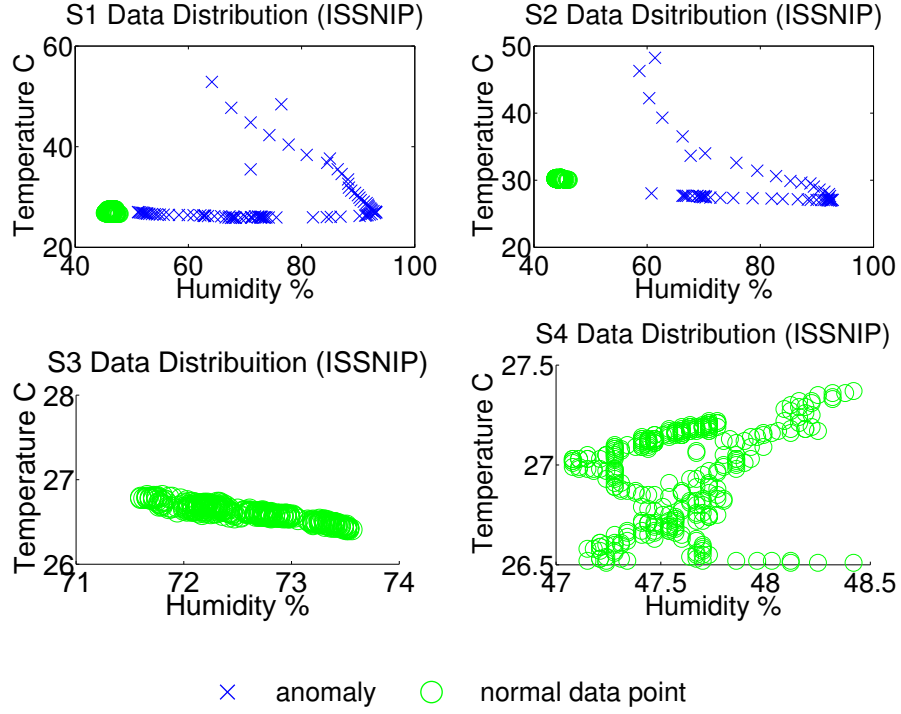 S1 Data Distribution (ISSNIP)
60
40
20
40
60
80
100
Temperature C
Humidity %
S2 Data Dsitribution (ISSNIP)
50
40
30
20
40
60
80
100
Temperature C
Humidity %
S3 Data Distribuition (ISSNIP)
28
27
26
71
72
73
74
Temperature C
Humidity %
S4 Data Distribution (ISSNIP)
27.5
27
26.5
47
47.5
48
48.5
Temperature C
Humidity %
anomaly
normal data point